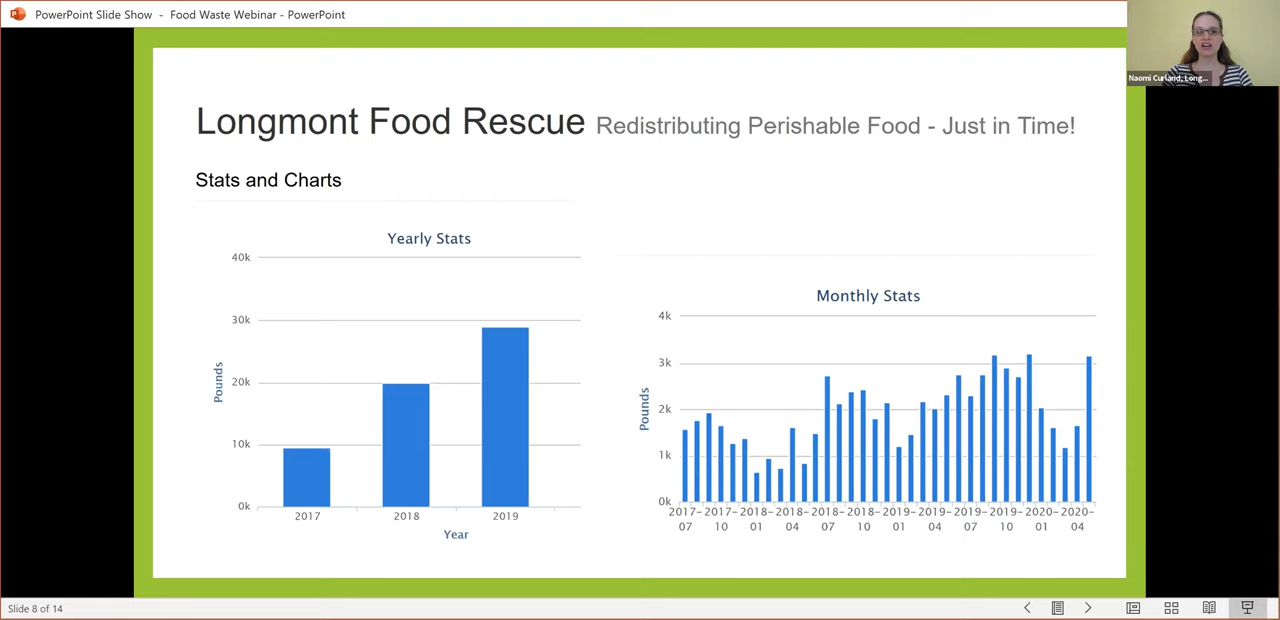 PowerPoint Slide Show - Food Waste Webinar - PowerPoint
Naomi Curland, Long...
Longmont Food Rescue Redistributing Perishable Food - Just in Time!
Stats and Charts
Yearly Stats
40k
30k
20k
10k
0k
Pounds
2017 2018 2019
Year
Monthly Stats
4k
3k
2k
1k
0k
Pounds
2017- 2017- 2018- 2018- 2018- 2018- 2019- 2019- 2019- 2019- 2020- 2020-
07 10 01 04 07 10 01 04 07 10 01 04
Slide 8 of 14